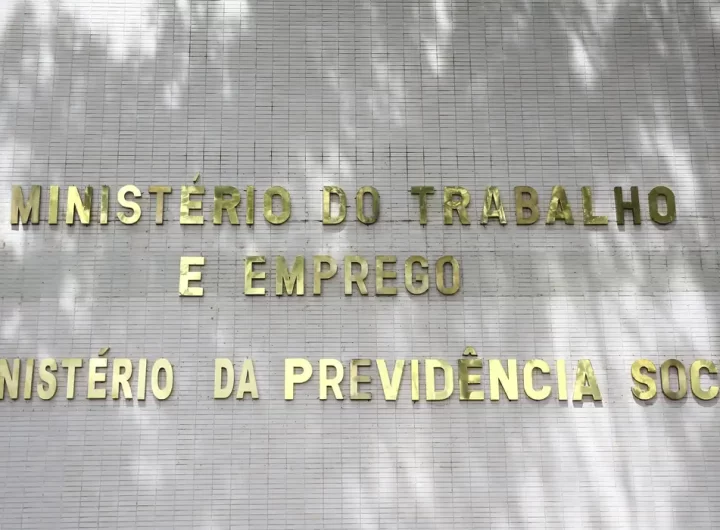 MINISTÉRIO DO TRABALHO
E EMPREGO
NISTÉRIO DA PREVIDÊNCIA SOC